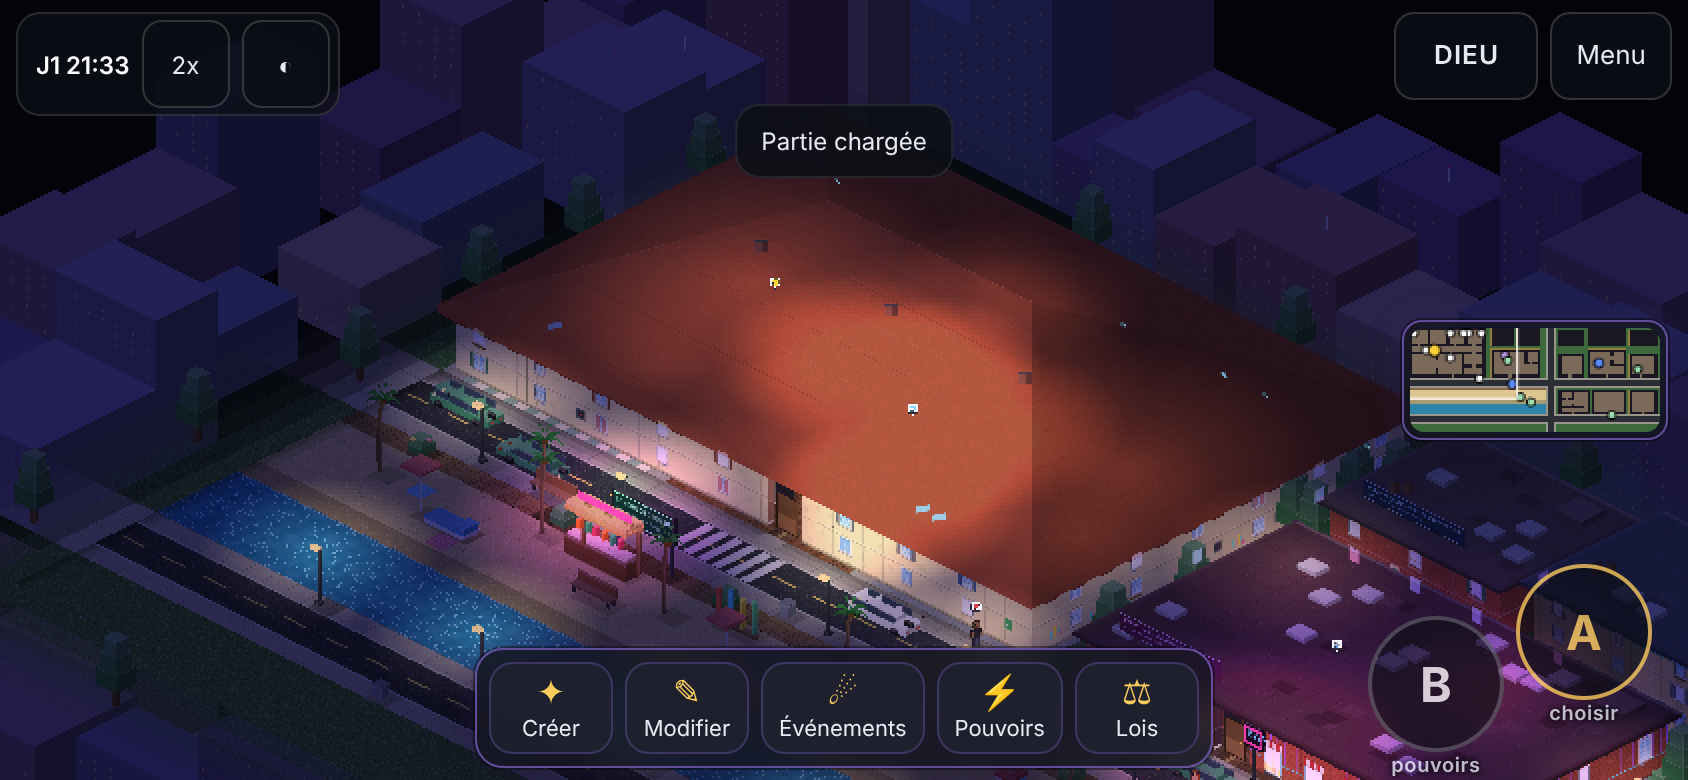 J1 21:33
2x
DIEU
Menu
Partie chargée
A
choisir
B
pouvoirs
Créer
Modifier
Événements
Pouvoirs
Lois